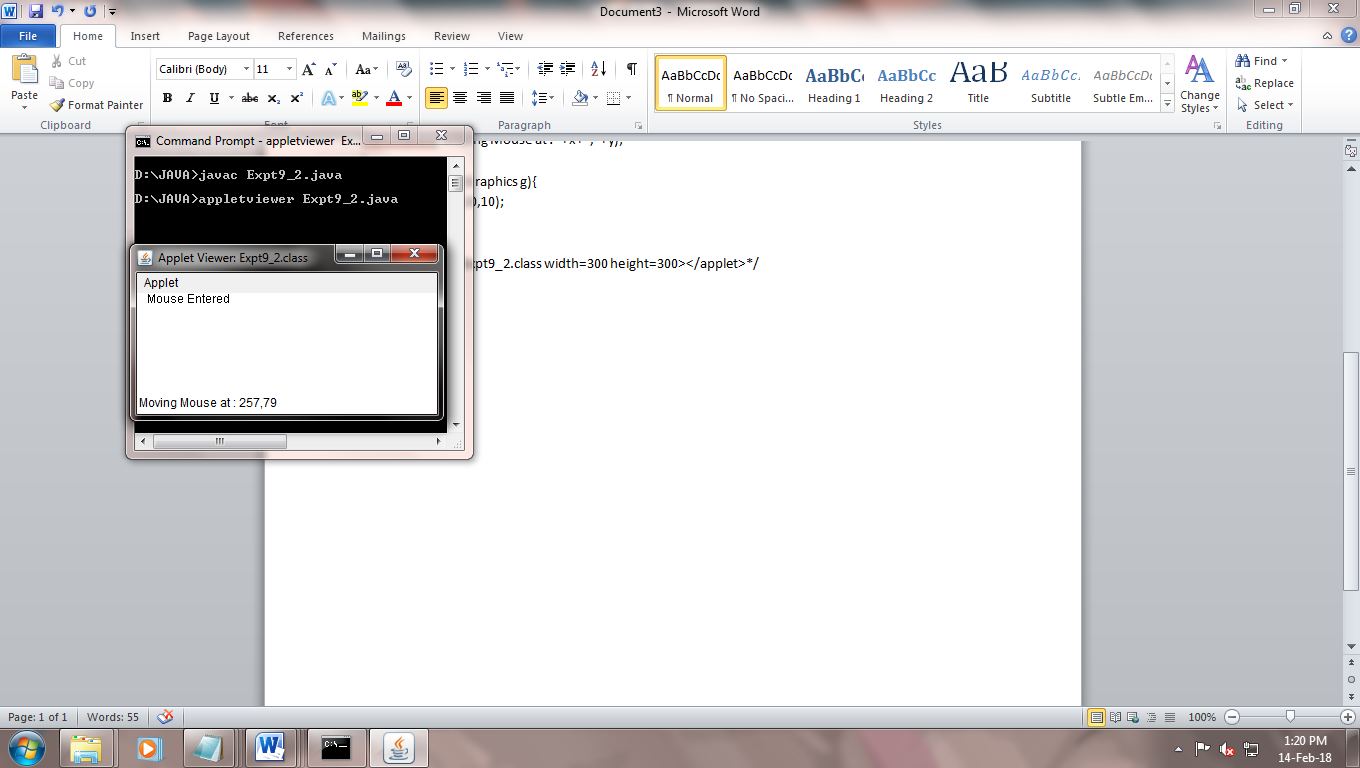 Document3 - Microsoft Word
File Home Insert Page Layout References Mailings Review View
Cut
Copy
Format Painter
Paste
Clipboard
Calibri (Body) 11
Font
Paragraph
AaBbCcDc AaBbCcDc AaBbCc AaBbCc AaB AaBbCc. AaBbCcDc
¶ Normal ¶ No Spaci... Heading 1 Heading 2 Title Subtitle Subtle Em...
Change
Styles
Styles
Find
Replace
Select
Editing
Command Prompt - appletviewer Ex...
D:\JAVA>javac Expt9_2.java
D:\JAVA>appletviewer Expt9_2.java
Applet Viewer: Expt9_2.class
Applet
Mouse Entered
Moving Mouse at : 257,79
raphics g){
,10);
xpt9_2.class width=300 height=300></applet>*/
Page: 1 of 1 Words: 55
100%
1:20 PM
14-Feb-18